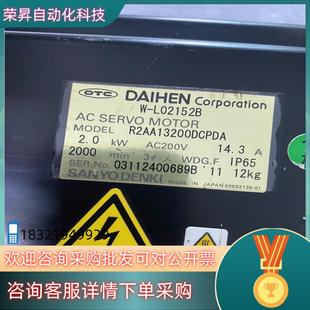 荣昇自动化科技
OTC DAIHEN Corporation
W-L02152B
AC SERVO MOTOR
MODEL R2AA13200DCPDA
2.0 kW AC200V 14.3 A
2000 min⁻¹ 3~ WDG.F IP65
SER.No. 03112400689B '11 12kg
SANYO DENKI MADE IN JAPAN
欢迎咨询采购批发可对公开票
咨询客服详情下单采购